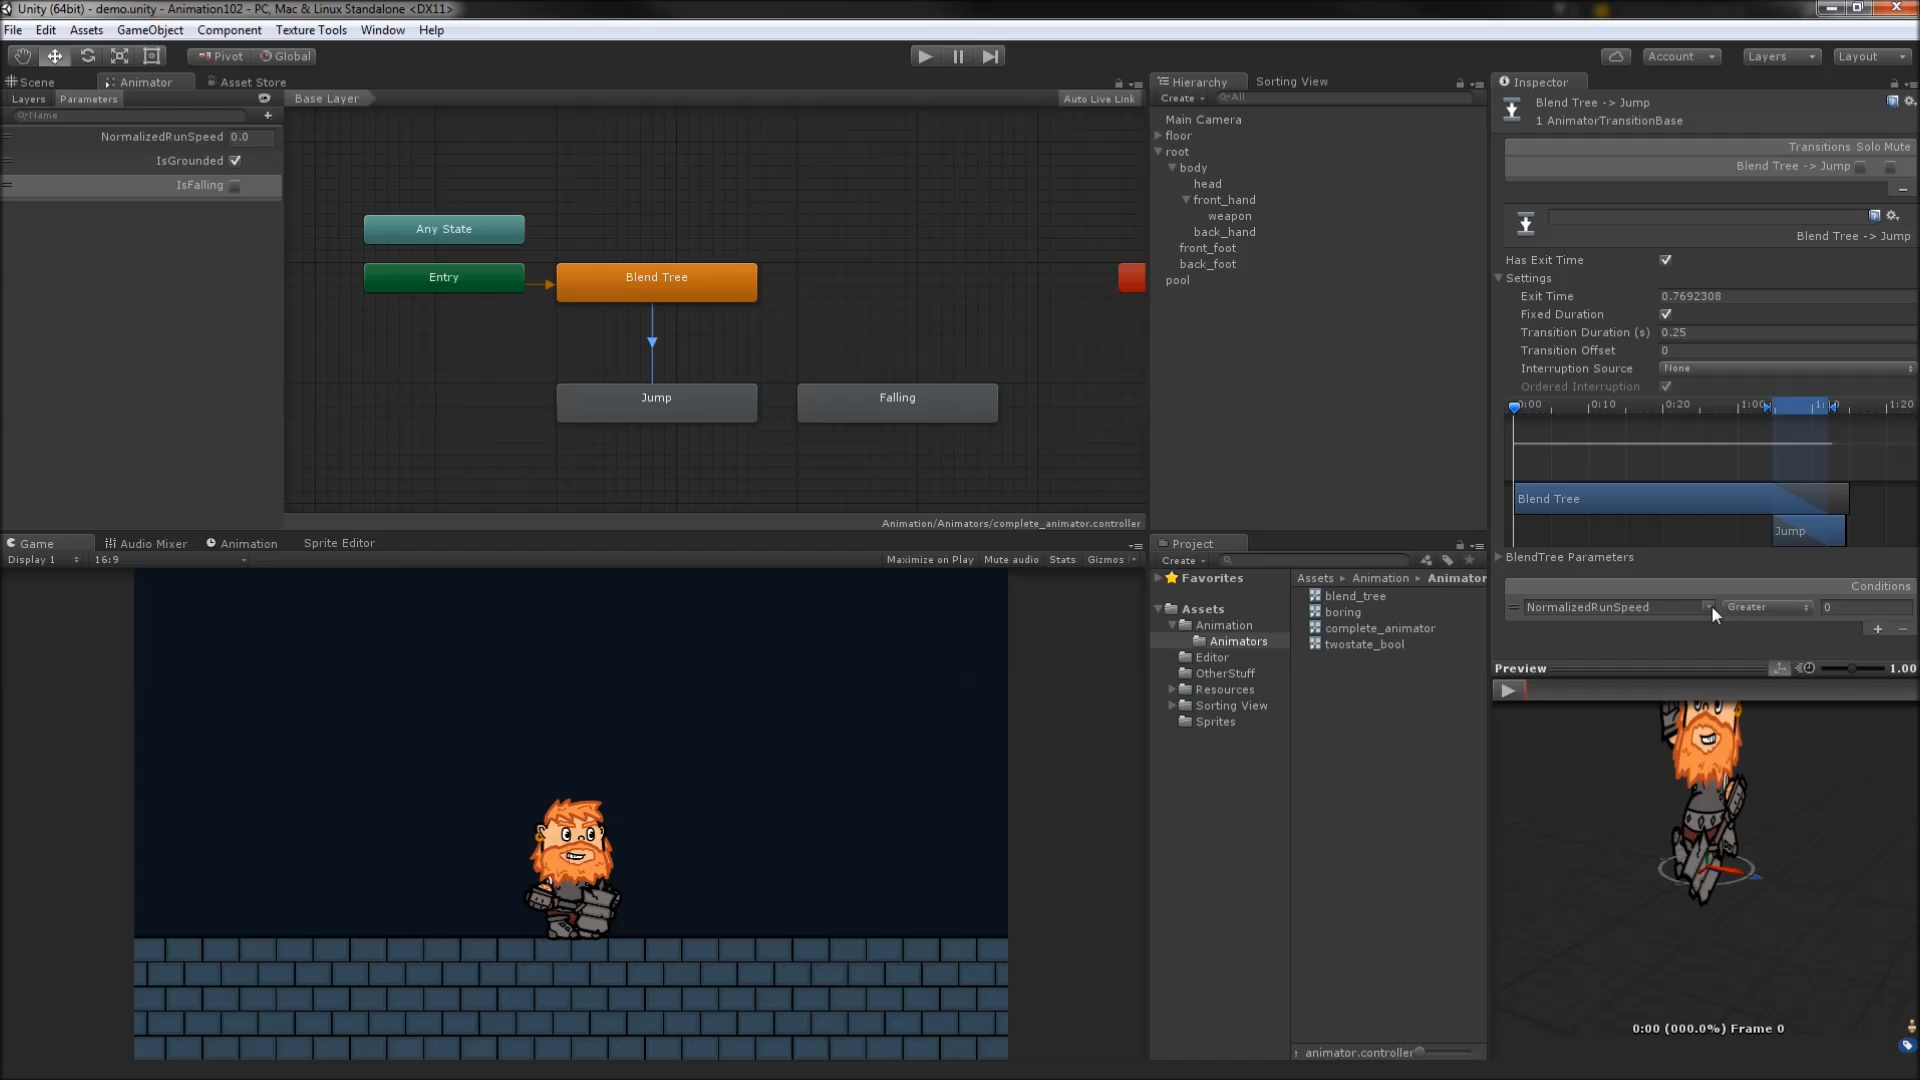 Unity (64bit) - demo.unity - Animation102 - PC, Mac & Linux Standalone <DX11>
File Edit Assets GameObject Component Texture Tools Window Help
Pivot Global
Account Layers Layout
Scene Animator Asset Store
Layers Parameters
Base Layer
Auto Live Link
Name
NormalizedRunSpeed 0.0
IsGrounded
IsFalling
Any State
Entry
Blend Tree
Jump
Falling
Animation/Animators/complete_animator.controller
Game Audio Mixer Animation Sprite Editor
Display 1 16:9 Maximize on Play Mute audio Stats Gizmos
Hierarchy Sorting View
Create All
Main Camera
floor
root
body
head
front_hand
weapon
back_hand
front_foot
back_foot
pool
Project
Create
Favorites
Assets
Animation
Animators
Editor
OtherStuff
Resources
Sorting View
Sprites
Assets Animation Animator
blend_tree
boring
complete_animator
twostate_bool
animator.controller
Inspector
Blend Tree -> Jump
1 AnimatorTransitionBase
Transitions Solo Mute
Blend Tree -> Jump
Blend Tree -> Jump
Has Exit Time
Settings
Exit Time 0.7692308
Fixed Duration
Transition Duration (s) 0.25
Transition Offset 0
Interruption Source None
Ordered Interruption
0:10 0:20 1:00 1:20
Blend Tree
Jump
BlendTree Parameters
Conditions
NormalizedRunSpeed Greater 0
Preview 1.00
0:00 (000.0%) Frame 0